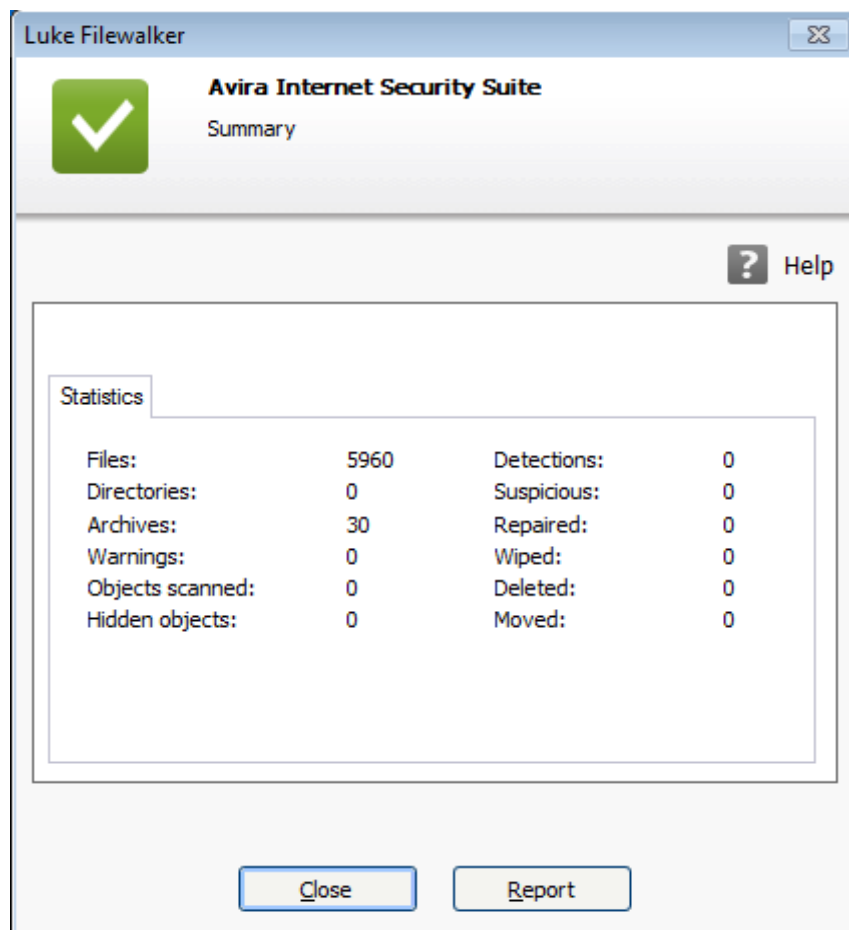 Luke Filewalker
Avira Internet Security Suite
Summary
? Help
Statistics
Files: 5960 Detections: 0
Directories: 0 Suspicious: 0
Archives: 30 Repaired: 0
Warnings: 0 Wiped: 0
Objects scanned: 0 Deleted: 0
Hidden objects: 0 Moved: 0
Close Report